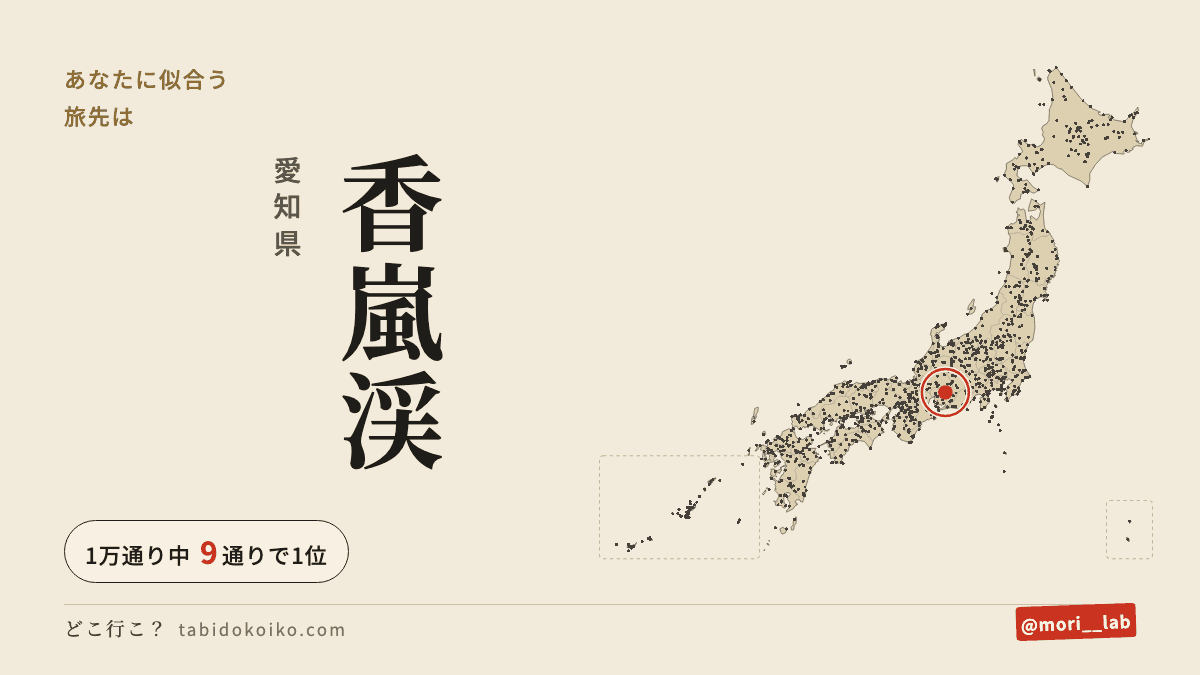 あなたに似合う
旅先は
香嵐渓
愛知県
1万通り中 9通りで1位
どこ行こ？ tabidokoiko.com
@mori__lab